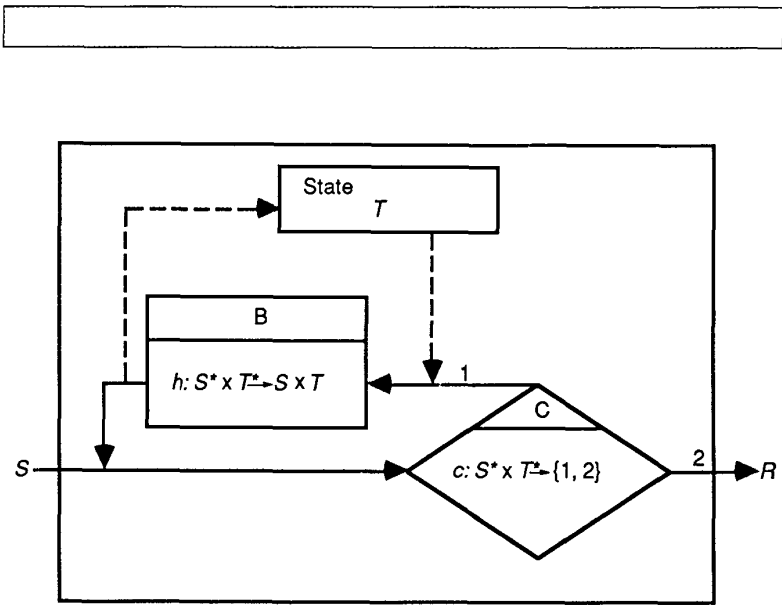 State
T
B
h: S* x T* → S x T
1
C
S
c: S* x T* → {1, 2}
2
R